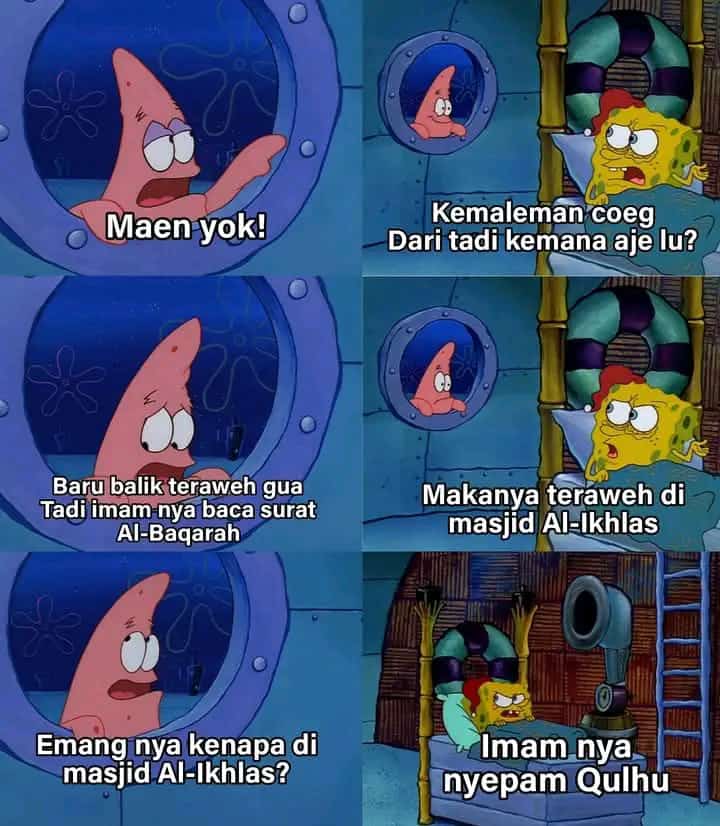 Maen yok!
Kemaleman coeg
Dari tadi kemana aje lu?
Baru balik teraweh gua
Tadi imam nya baca surat
Al-Baqarah
Makanya teraweh di
masjid Al-Ikhlas
Emang nya kenapa di
masjid Al-Ikhlas?
Imam nya
nyepam Qulhu